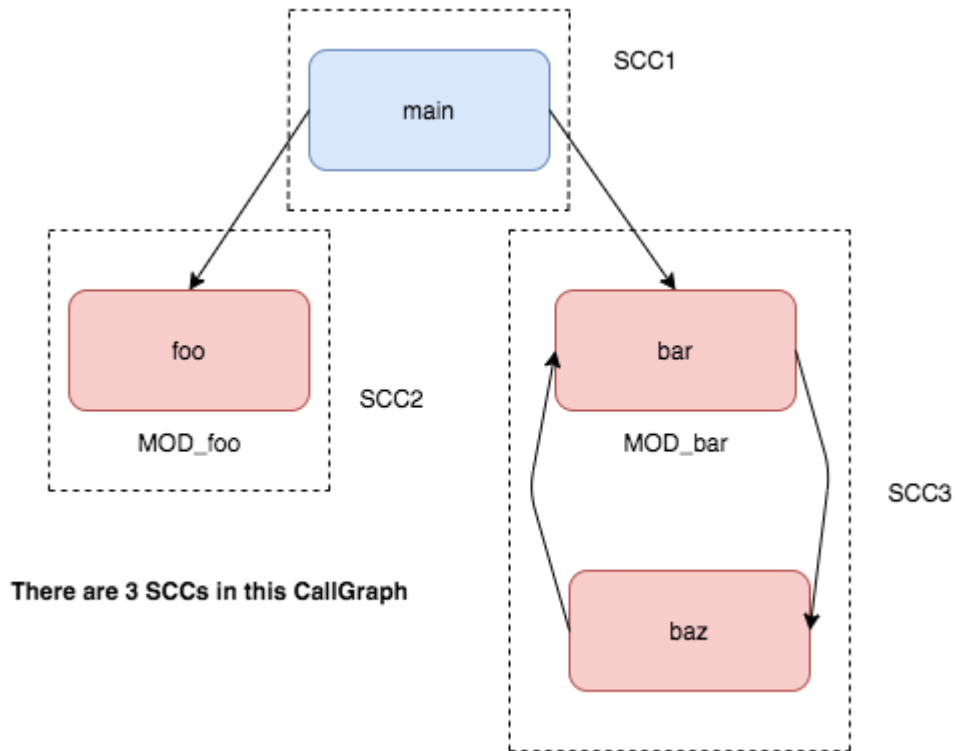 main
SCC1
foo
SCC2
MOD_foo
bar
MOD_bar
SCC3
There are 3 SCCs in this CallGraph
baz